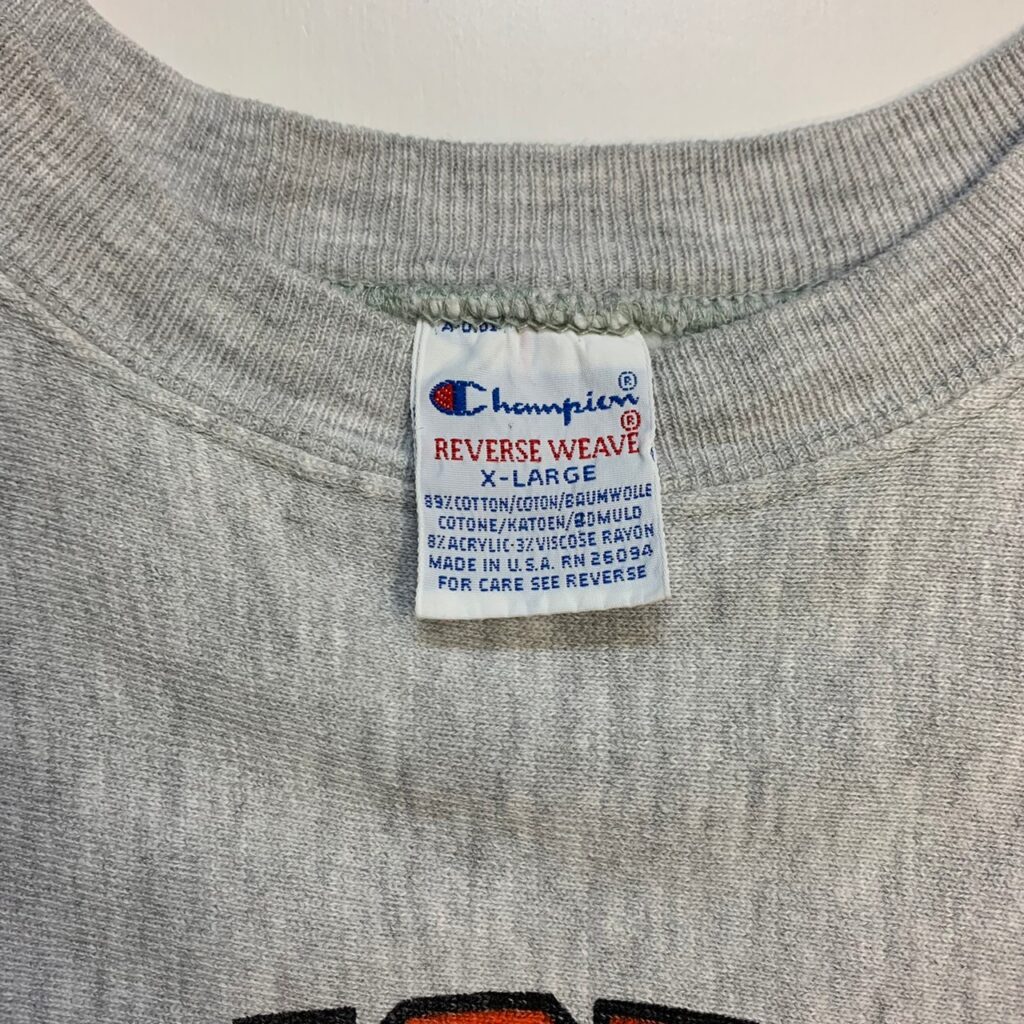 Champion®
REVERSE WEAVE®
X-LARGE
89% COTTON/COTON/BAUMWOLLE
COTONE/KATOEN/BOMULD
8% ACRYLIC-3% VISCOSE RAYON
MADE IN U.S.A. RN 26094
FOR CARE SEE REVERSE